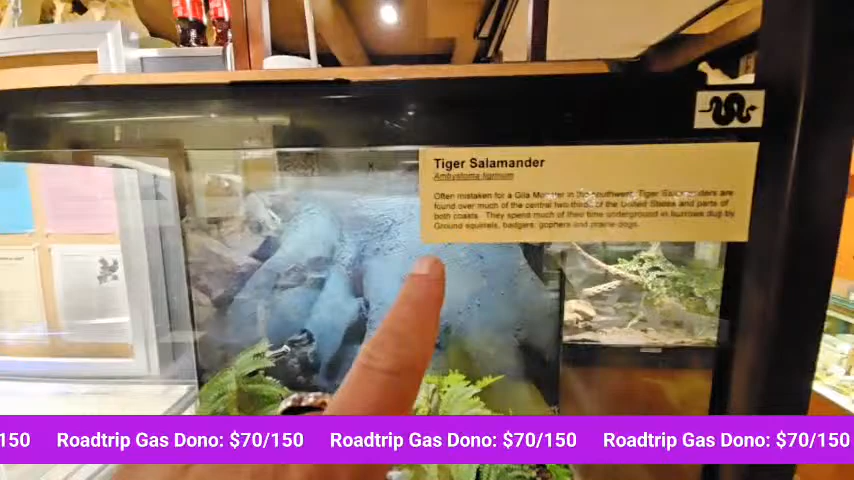 Tiger Salamander
Ambystoma tigrinum
Often mistaken for a Gila Monster in the southwest, Tiger Salamanders are
found over much of the central two-thirds of the United States and parts of
both coasts. They spend much of their time underground in burrows dug by
Ground squirrels, badgers, gophers and prairie dogs.
150 Roadtrip Gas Dono: $70/150 Roadtrip Gas Dono: $70/150 Roadtrip Gas Dono: $70/150